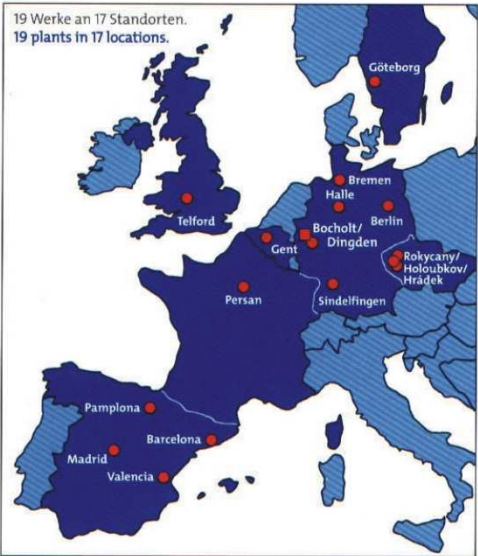 19 Werke an 17 Standorten.
19 plants in 17 locations.
Göteborg
Bremen
Halle
Berlin
Telford
Bocholt/
Dingden
Gent
Rokycany/
Holoubkov/
Hrádek
Persan
Sindelfingen
Pamplona
Barcelona
Madrid
Valencia